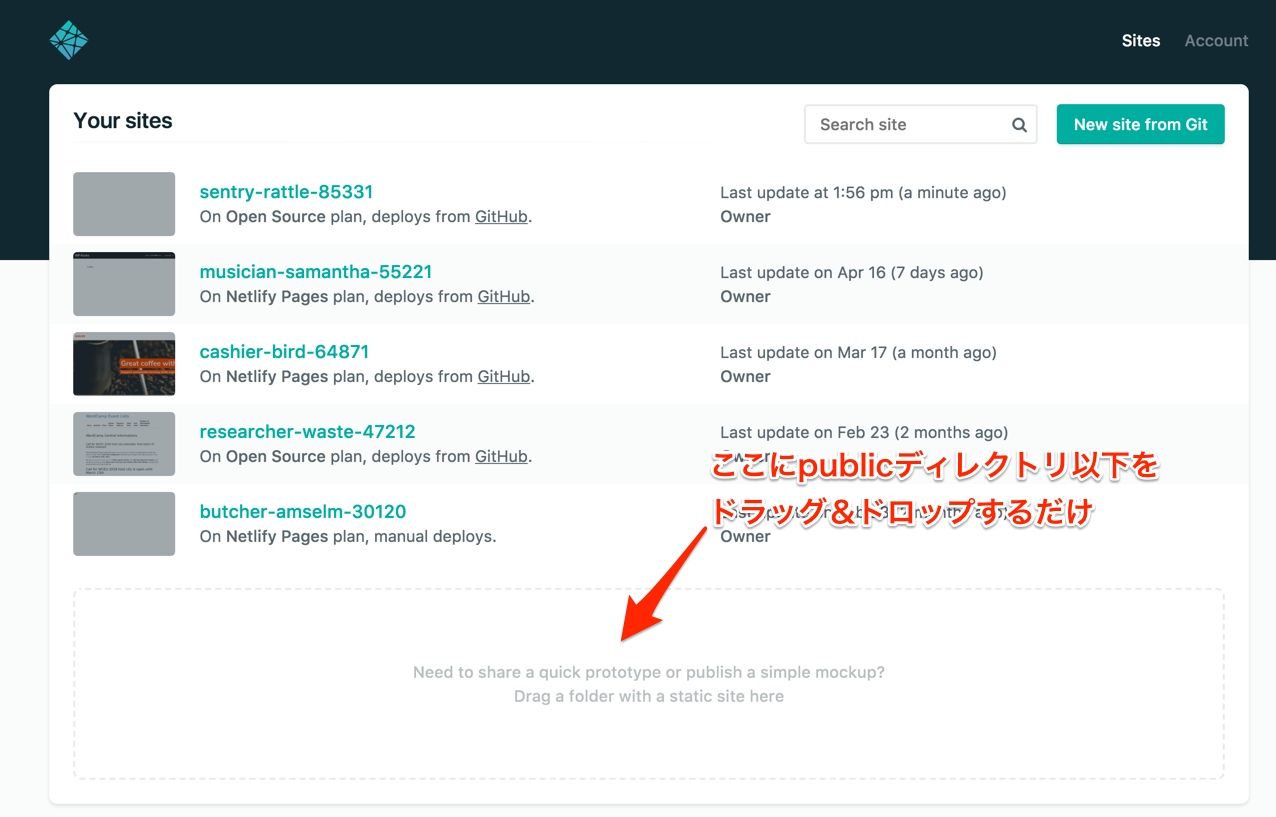 Sites Account
Your sites
Search site
New site from Git
sentry-rattle-85331
On Open Source plan, deploys from GitHub.
Last update at 1:56 pm (a minute ago)
Owner
musician-samantha-55221
On Netlify Pages plan, deploys from GitHub.
Last update on Apr 16 (7 days ago)
Owner
cashier-bird-64871
On Netlify Pages plan, deploys from GitHub.
Last update on Mar 17 (a month ago)
Owner
Great coffee with
researcher-waste-47212
On Open Source plan, deploys from GitHub.
Last update on Feb 23 (2 months ago)
ここにpublicディレクトリ以下を
ドラッグ&ドロップするだけ
butcher-amselm-30120
On Netlify Pages plan, manual deploys.
Owner
Need to share a quick prototype or publish a simple mockup?
Drag a folder with a static site here